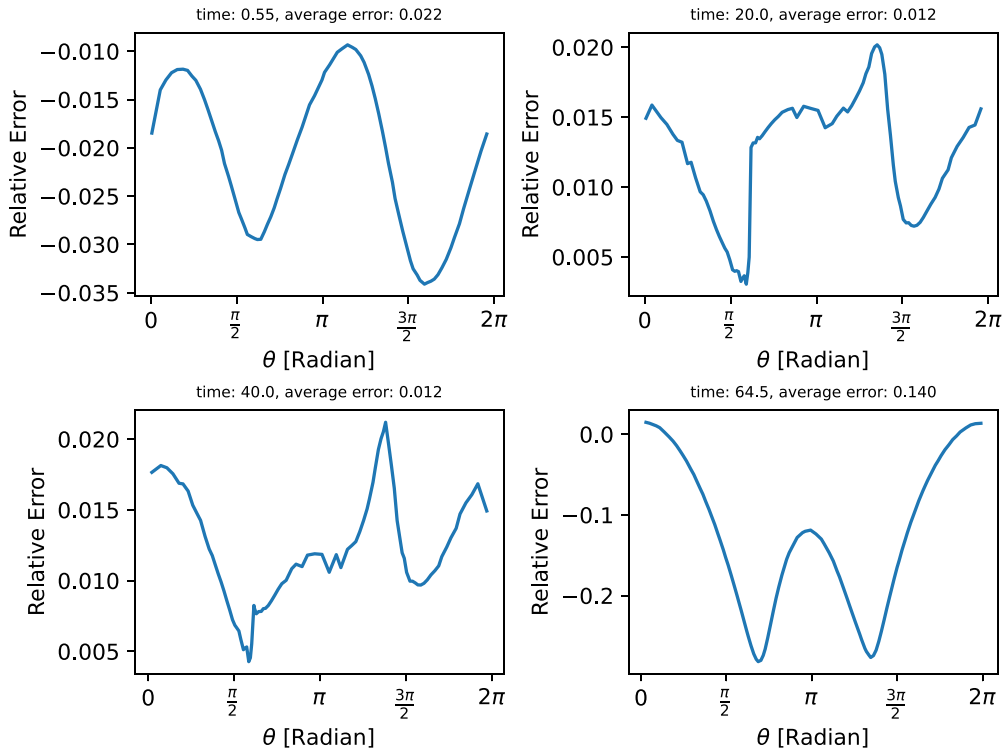 time: 0.55, average error: 0.022
−0.010
−0.015
−0.020
−0.025
−0.030
−0.035
Relative Error
0
π/2
π
3π/2
2π
θ [Radian]
time: 20.0, average error: 0.012
0.020
0.015
0.010
0.005
Relative Error
0
π/2
π
3π/2
2π
θ [Radian]
time: 40.0, average error: 0.012
0.020
0.015
0.010
0.005
Relative Error
0
π/2
π
3π/2
2π
θ [Radian]
time: 64.5, average error: 0.140
0.0
−0.1
−0.2
Relative Error
0
π/2
π
3π/2
2π
θ [Radian]